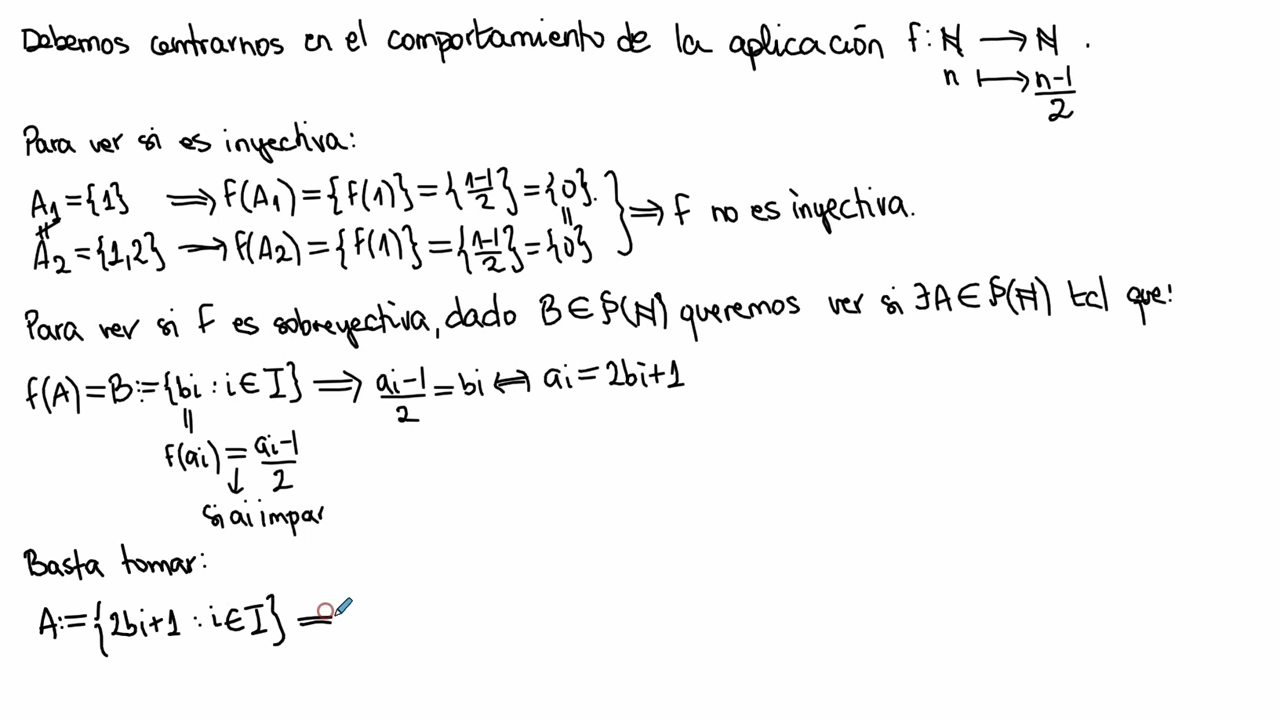 Debemos centrarnos en el comportamiento de la aplicación f: ℕ ⟶ ℕ .
n ⟼ n-1/2
Para ver si es inyectiva:
A₁ = {1} ⟹ f(A₁) = {f(1)} = {1-1/2} = {0}.
≠ || } ⟹ f no es inyectiva.
A₂ = {1,2} ⟶ f(A₂) = {f(1)} = {1-1/2} = {0}
Para ver si f es sobreyectiva, dado B ∈ 𝒫(ℕ) queremos ver si ∃A ∈ 𝒫(ℕ) tal que:
f(A) = B := {bi : i ∈ I} ⟹ ai-1/2 = bi ⟺ ai = 2bi+1
||
f(ai) = ai-1/2
↓
Si ai impar
Basta tomar:
A := {2bi+1 : i ∈ I} =